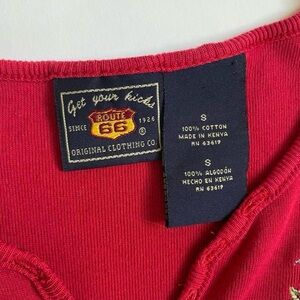 Get your kicks
SINCE 1926
ROUTE
66
®
ORIGINAL CLOTHING CO.
S
100% COTTON
MADE IN KENYA
RN 63619
S
100% ALGODÓN
HECHO EN KENYA
RN 63619